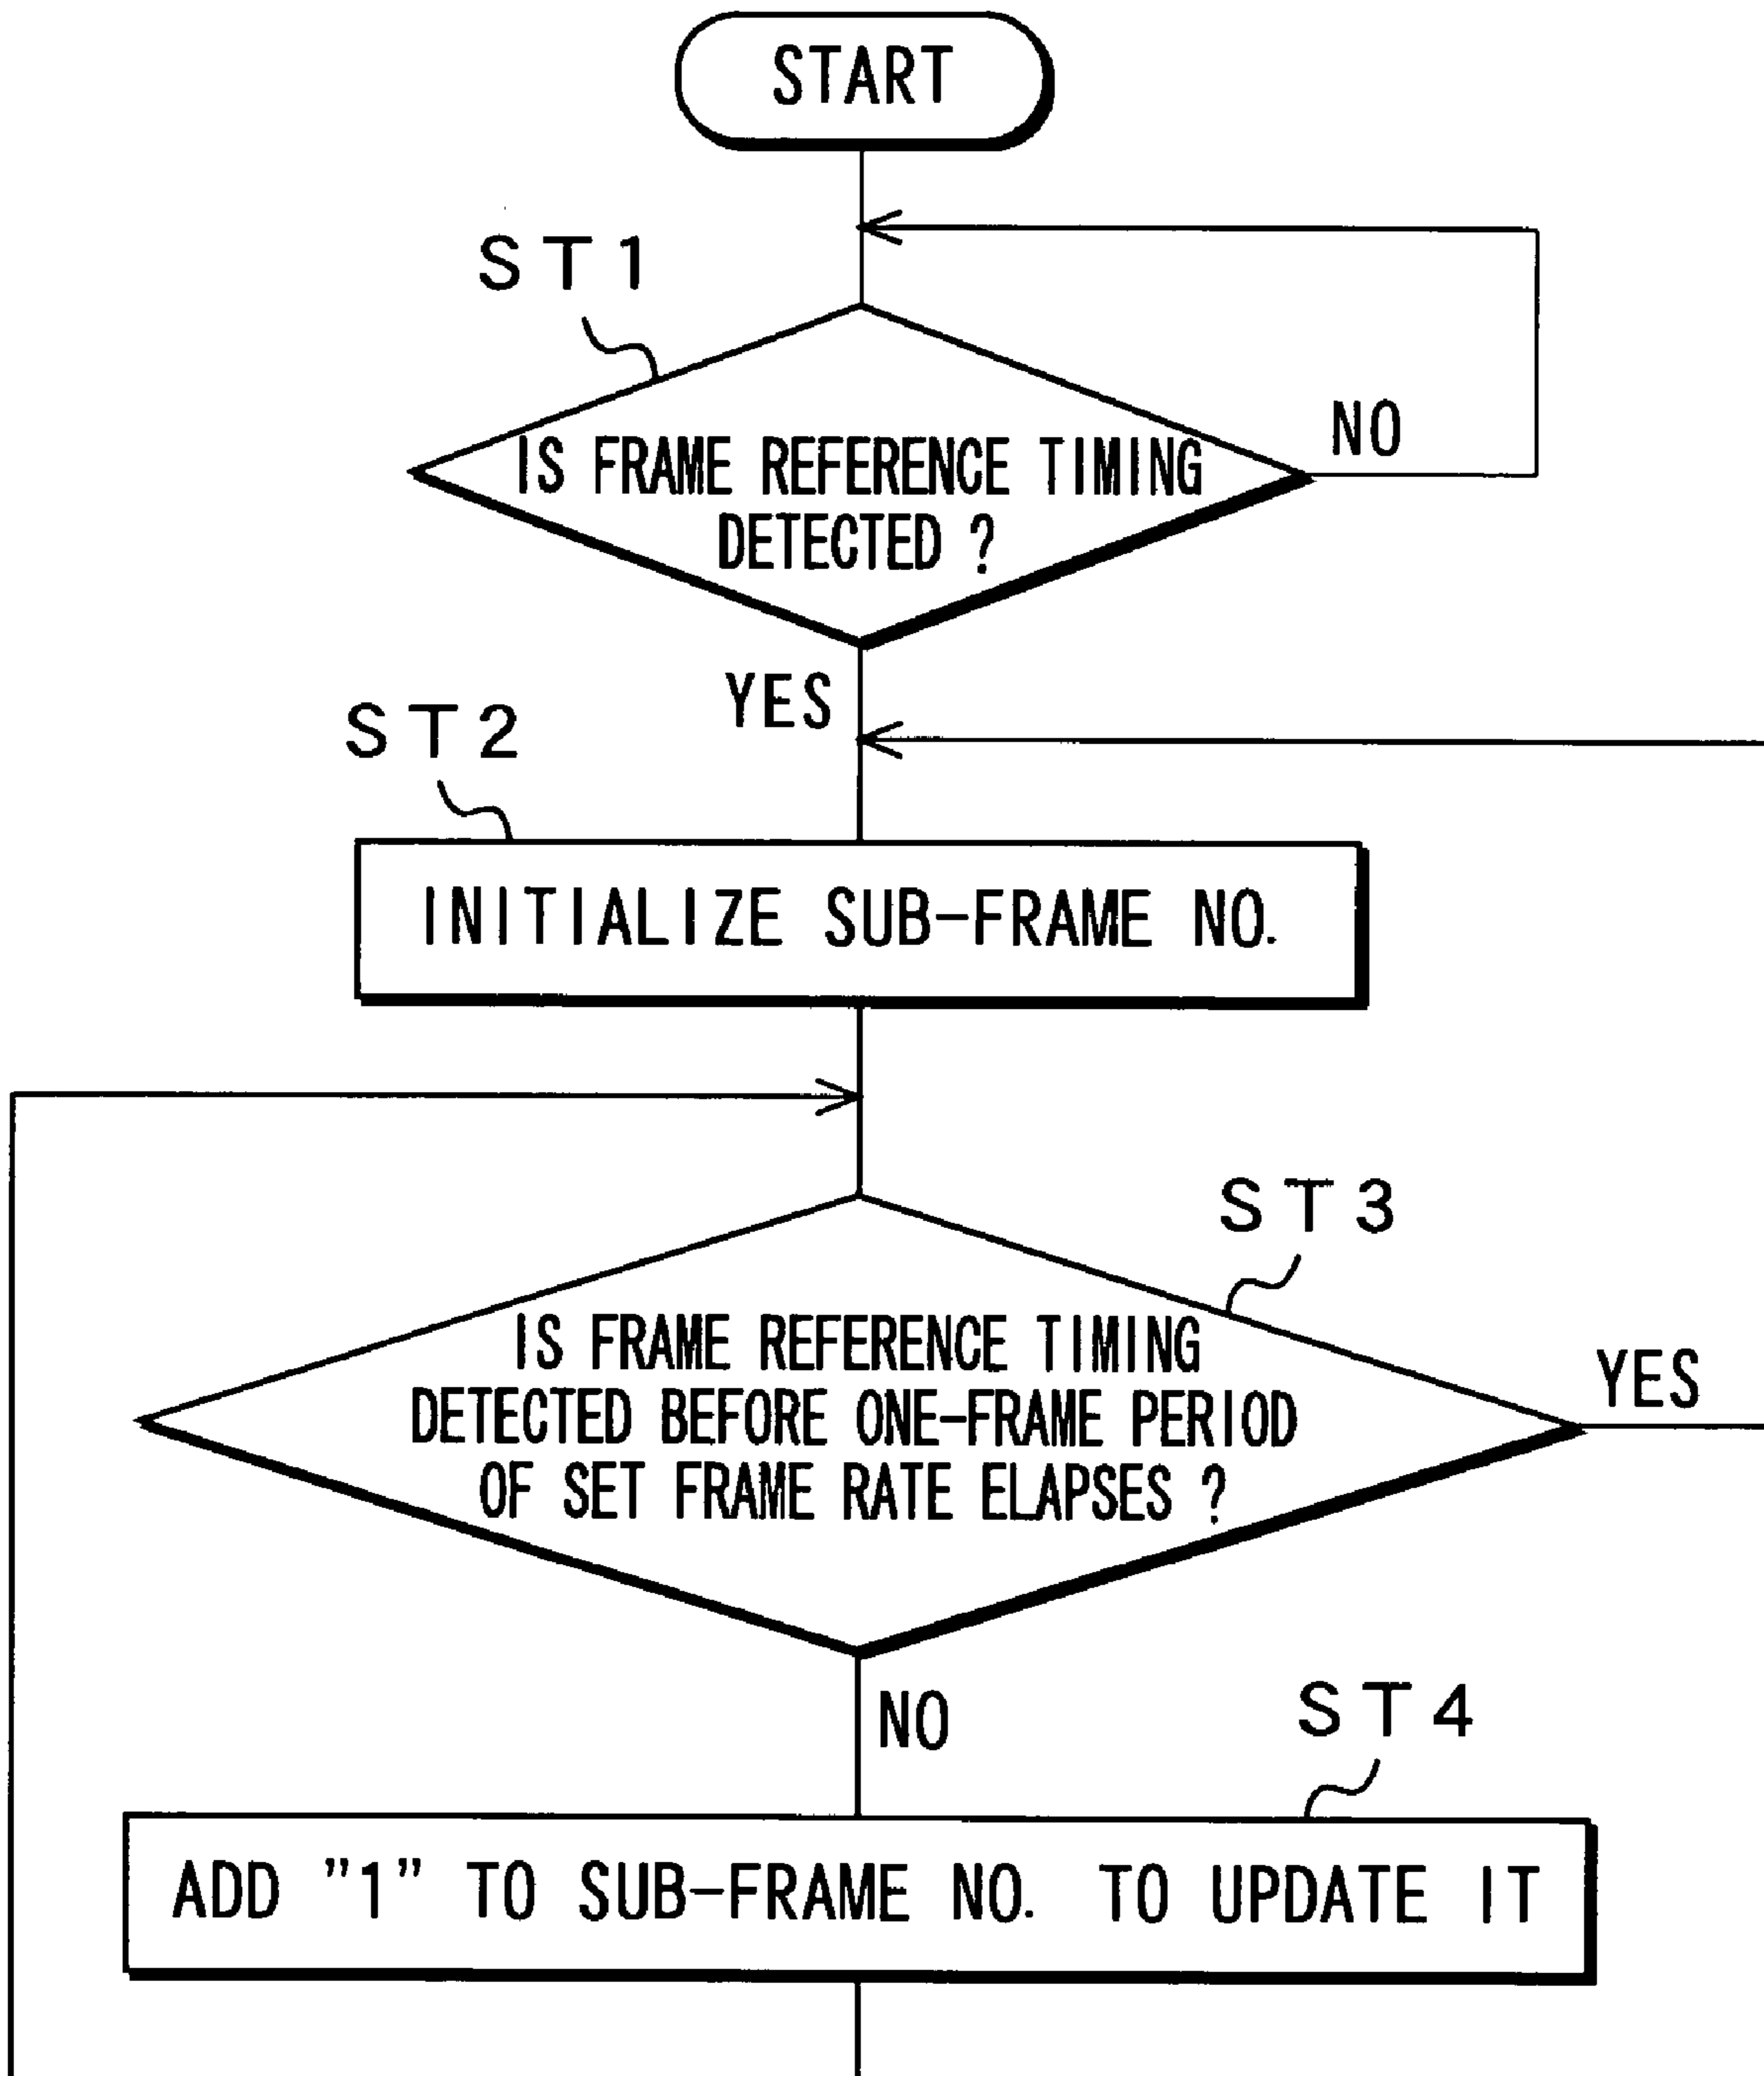 START
ST1
IS FRAME REFERENCE TIMING
DETECTED ?
NO
YES
ST2
INITIALIZE SUB-FRAME NO.
ST3
IS FRAME REFERENCE TIMING
DETECTED BEFORE ONE-FRAME PERIOD
OF SET FRAME RATE ELAPSES ?
YES
NO
ST4
ADD ”1” TO SUB-FRAME NO. TO UPDATE IT